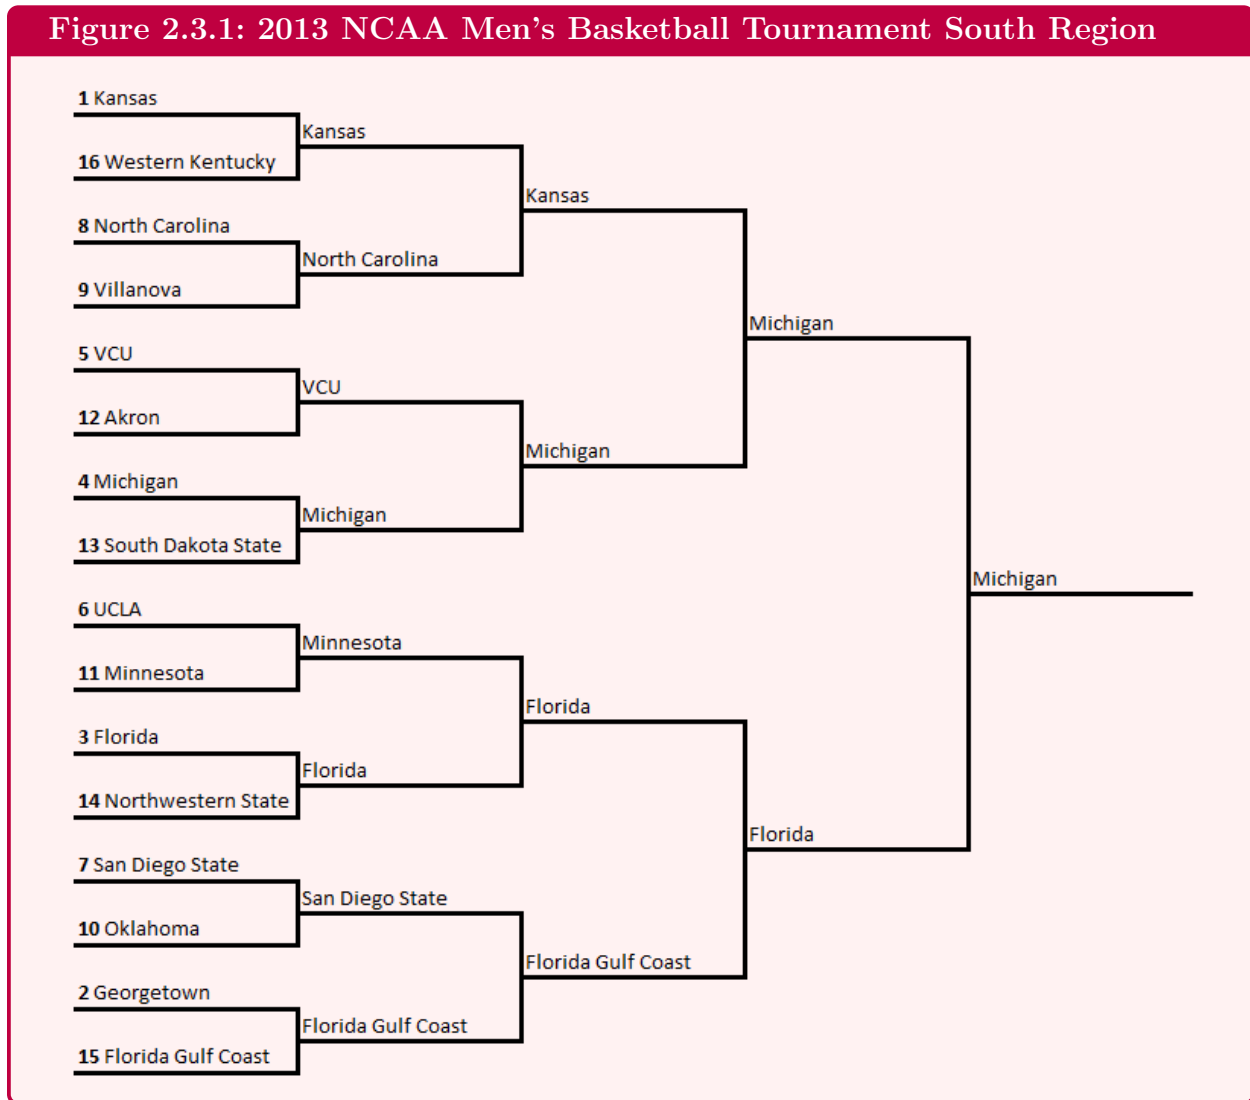 Figure 2.3.1: 2013 NCAA Men's Basketball Tournament South Region
1 Kansas
Kansas
16 Western Kentucky
Kansas
8 North Carolina
North Carolina
9 Villanova
Michigan
5 VCU
VCU
12 Akron
Michigan
4 Michigan
Michigan
13 South Dakota State
Michigan
6 UCLA
Minnesota
11 Minnesota
Florida
3 Florida
Florida
14 Northwestern State
Florida
7 San Diego State
San Diego State
10 Oklahoma
Florida Gulf Coast
2 Georgetown
Florida Gulf Coast
15 Florida Gulf Coast